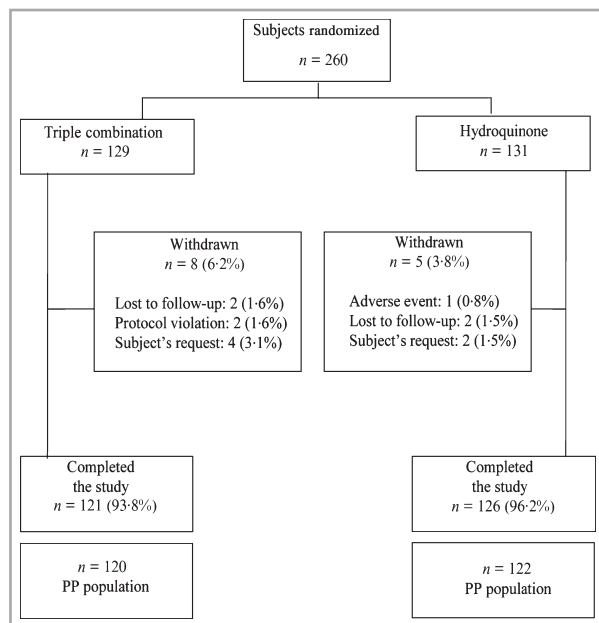 Subjects randomized
n = 260
Triple combination
n = 129
Hydroquinone
n = 131
Withdrawn
n = 8 (6·2%)
Lost to follow-up: 2 (1·6%)
Protocol violation: 2 (1·6%)
Subject's request: 4 (3·1%)
Withdrawn
n = 5 (3·8%)
Adverse event: 1 (0·8%)
Lost to follow-up: 2 (1·5%)
Subject's request: 2 (1·5%)
Completed
the study
n = 121 (93·8%)
Completed
the study
n = 126 (96·2%)
n = 120
PP population
n = 122
PP population